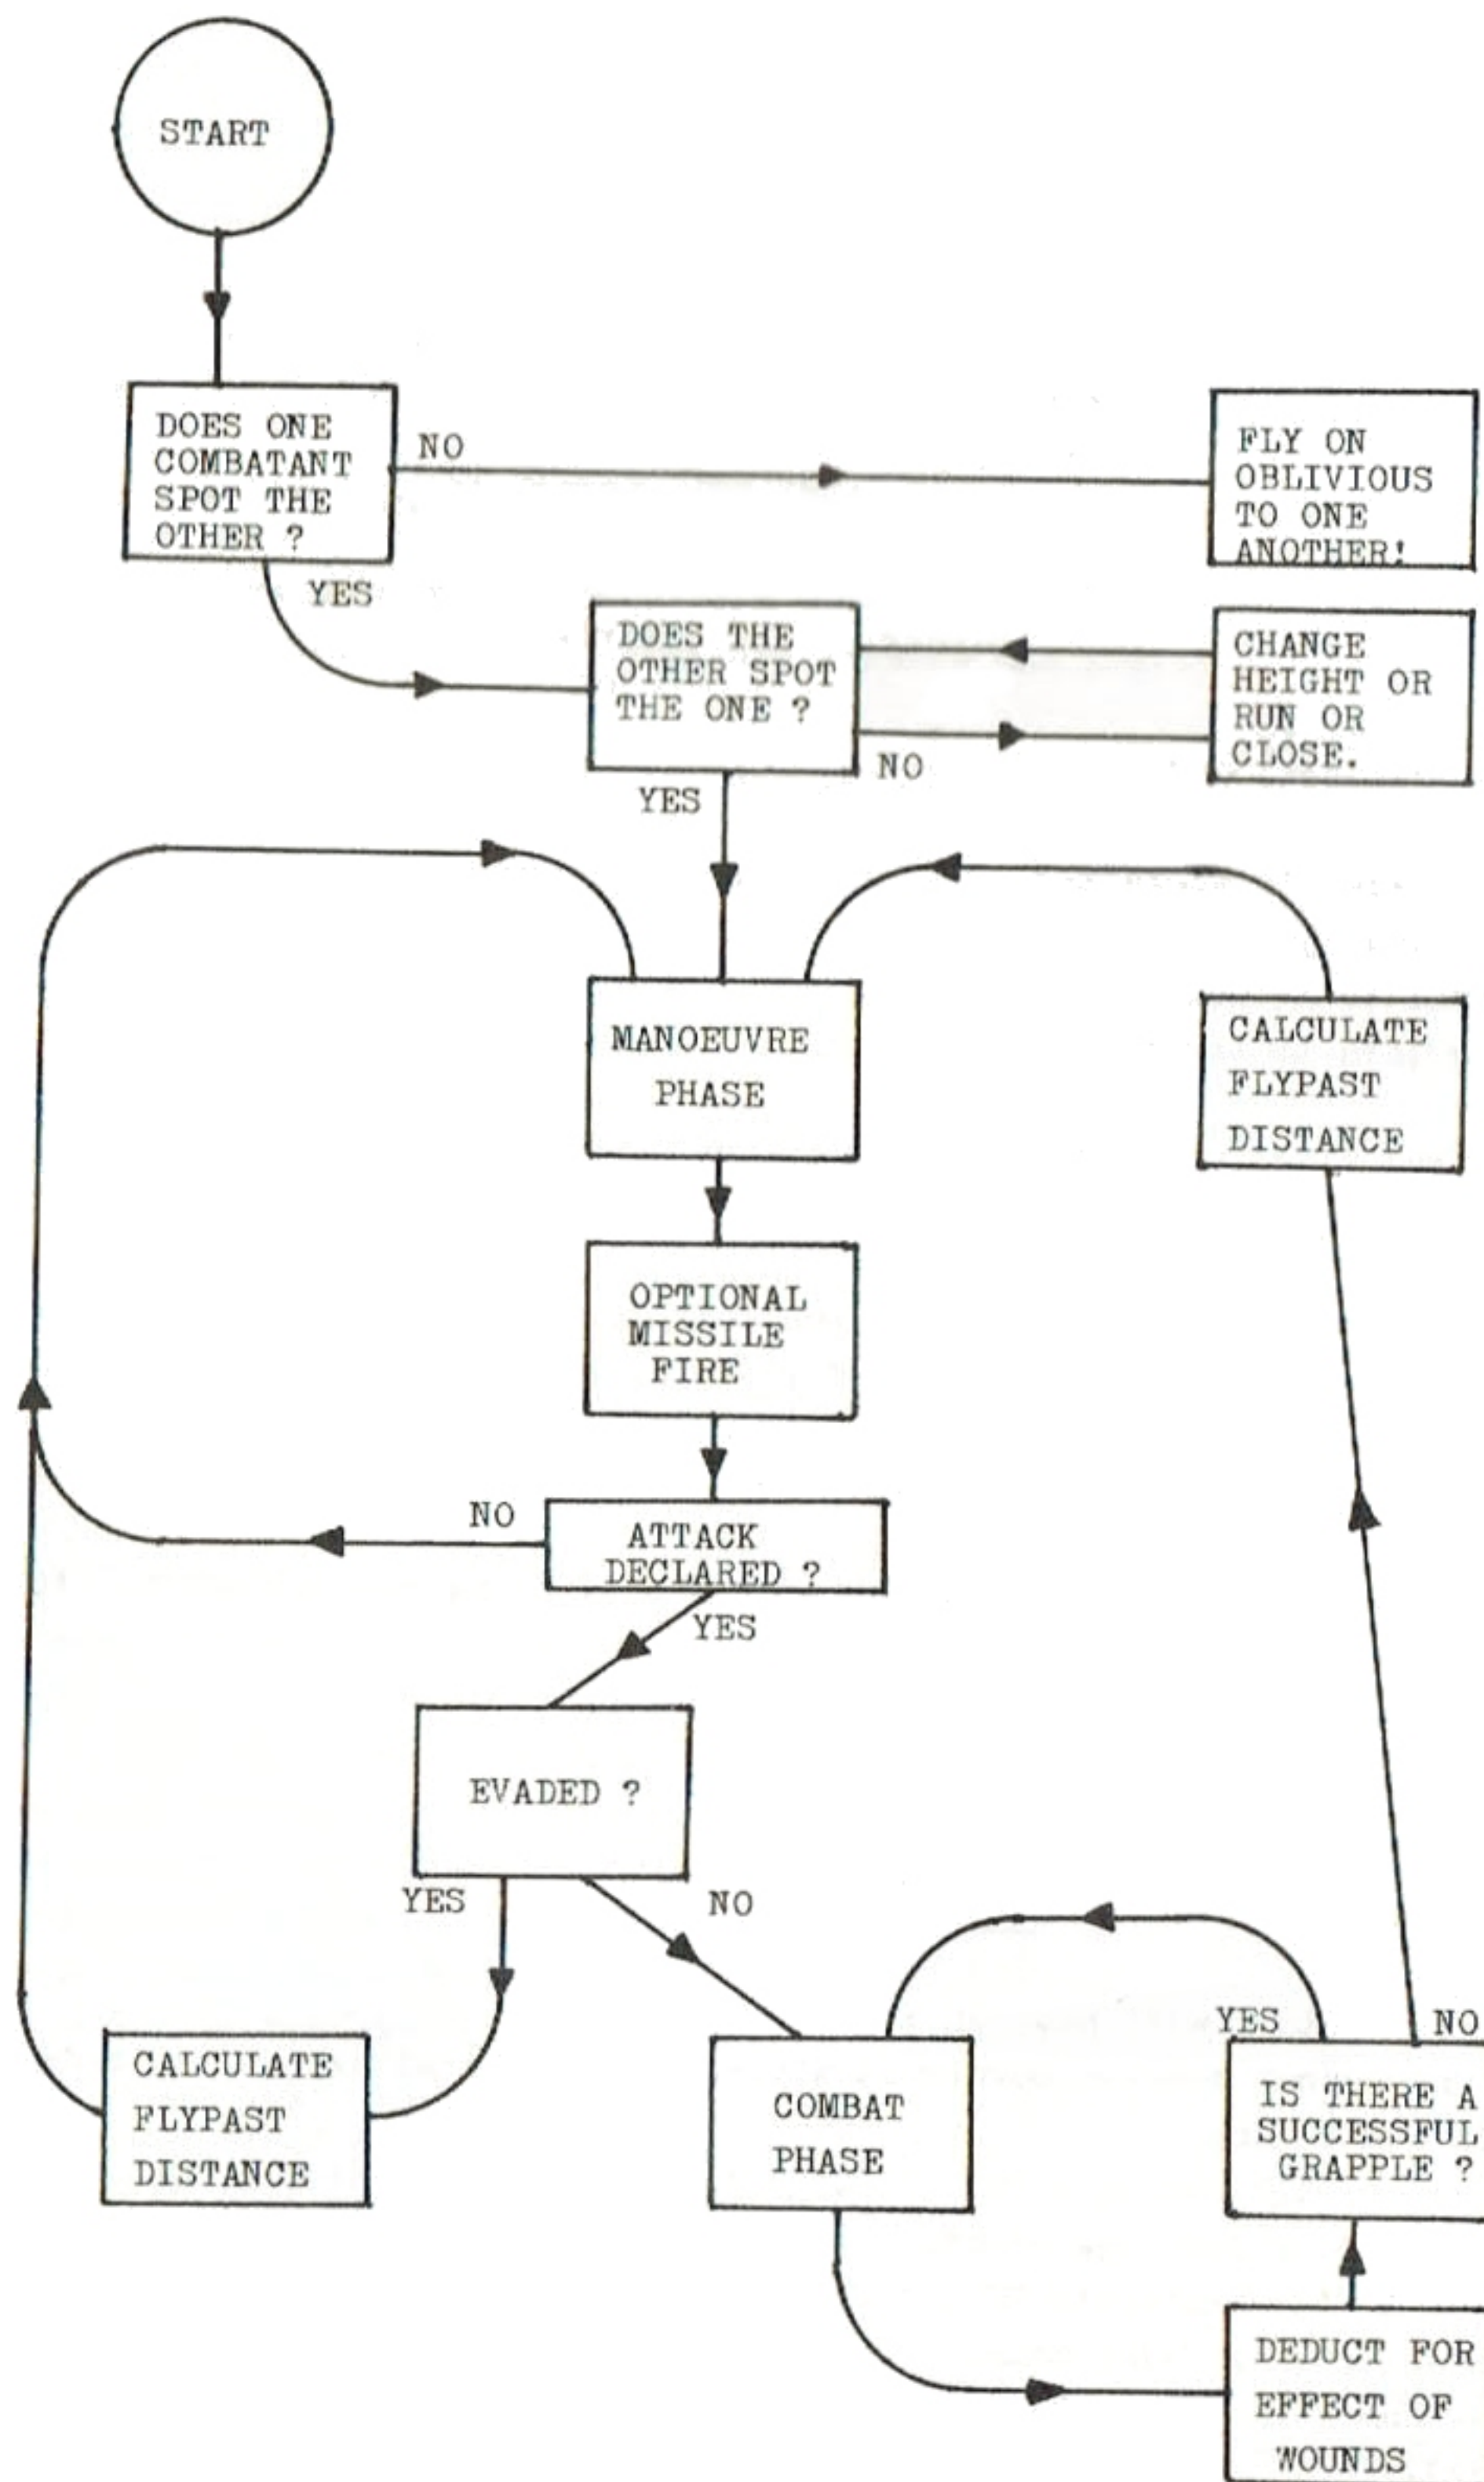 START
DOES ONE
COMBATANT
SPOT THE
OTHER ?
NO
FLY ON
OBLIVIOUS
TO ONE
ANOTHER!
YES
DOES THE
OTHER SPOT
THE ONE ?
CHANGE
HEIGHT OR
RUN OR
CLOSE.
NO
YES
MANOEUVRE
PHASE
CALCULATE
FLYPAST
DISTANCE
OPTIONAL
MISSILE
FIRE
NO
ATTACK
DECLARED ?
YES
EVADED ?
YES
NO
YES
NO
CALCULATE
FLYPAST
DISTANCE
COMBAT
PHASE
IS THERE A
SUCCESSFUL
GRAPPLE ?
DEDUCT FOR
EFFECT OF
WOUNDS